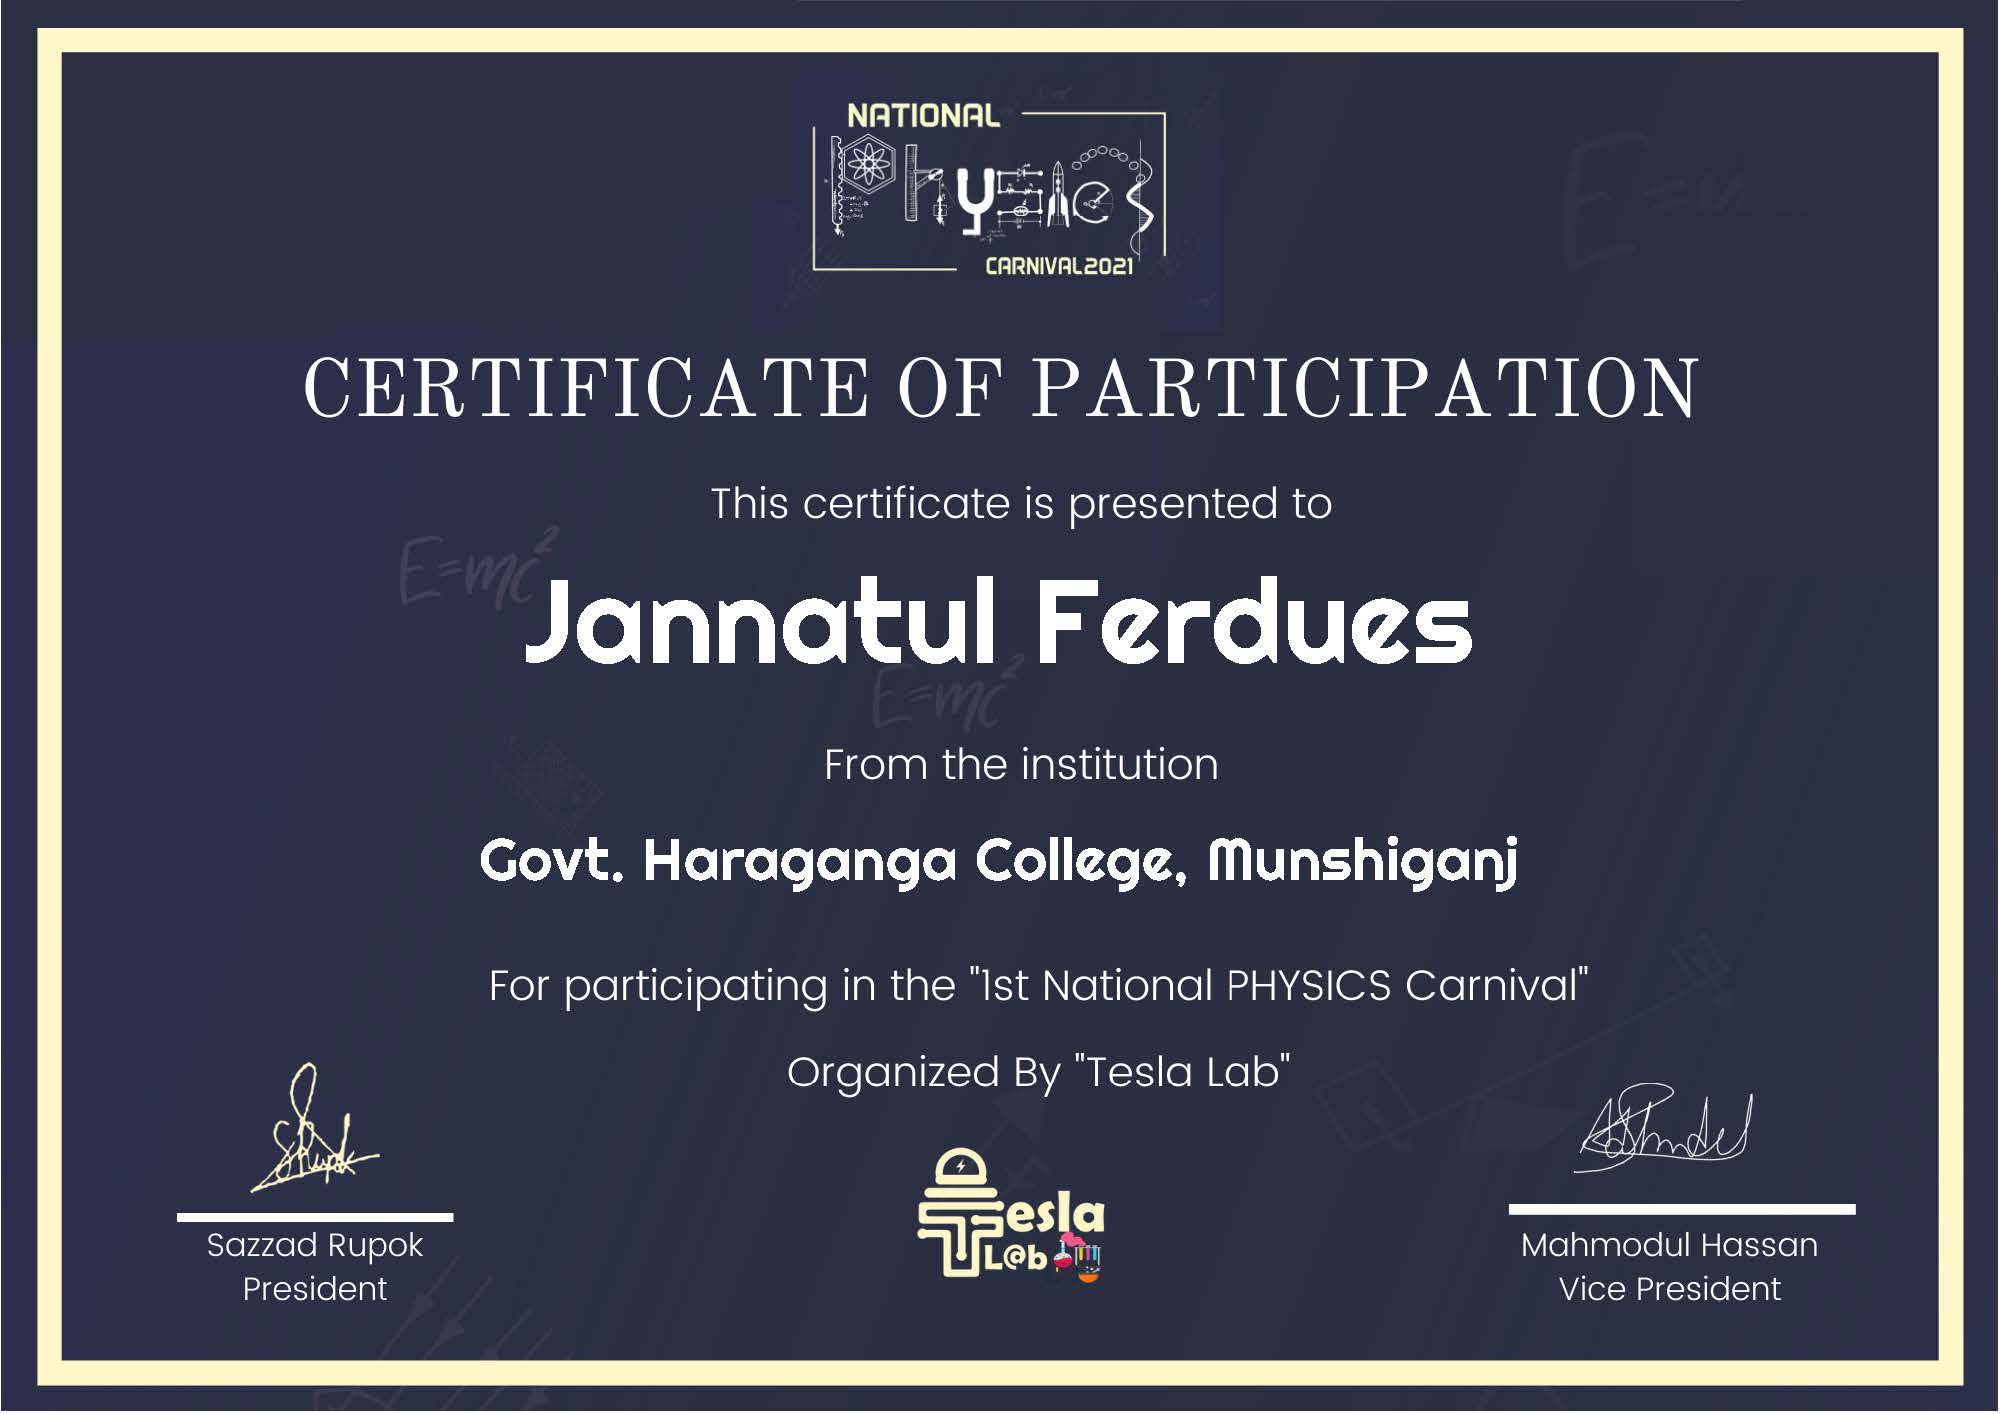 NATIONAL
PHYSICS
CARNIVAL2021
CERTIFICATE OF PARTICIPATION
This certificate is presented to
E=mc²
Jannatul Ferdues
E=mc²
From the institution
Govt. Haraganga College, Munshiganj
For participating in the "1st National PHYSICS Carnival"
Organized By "Tesla Lab"
Tesla
L@b
Sazzad Rupok
President
Mahmodul Hassan
Vice President